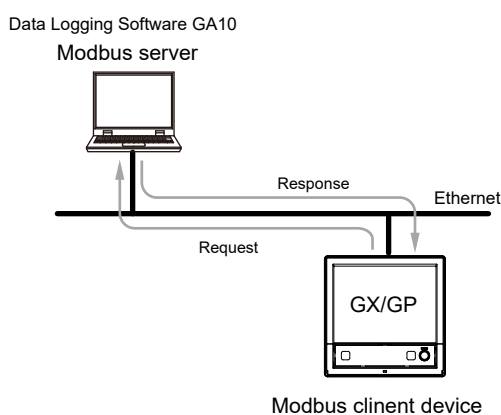 Data Logging Software GA10
Modbus server
Response
Ethernet
Request
GX/GP
Modbus clinent device